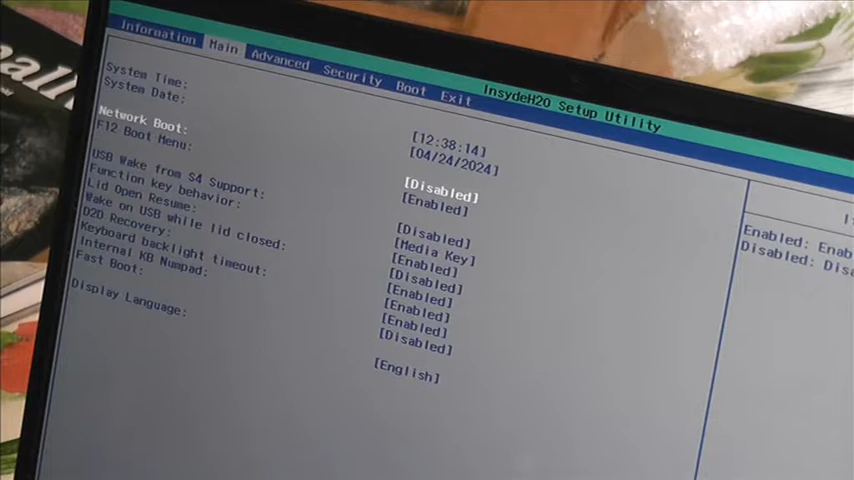 InsydeH20 Setup Utility
Information Main Advanced Security Boot Exit
System Time: [12:38:14]
System Date: [04/24/2024]
Network Boot: [Disabled]
F12 Boot Menu: [Enabled]
USB Wake from S4 Support: [Disabled]
Function key behavior: [Media Key]
Lid Open Resume: [Enabled]
Wake on USB while lid closed: [Disabled]
D2D Recovery: [Enabled]
Keyboard backlight timeout: [Enabled]
Internal KB Numpad: [Enabled]
Fast Boot: [Disabled]
Display Language: [English]
Enabled: Enab
Disabled: Disa